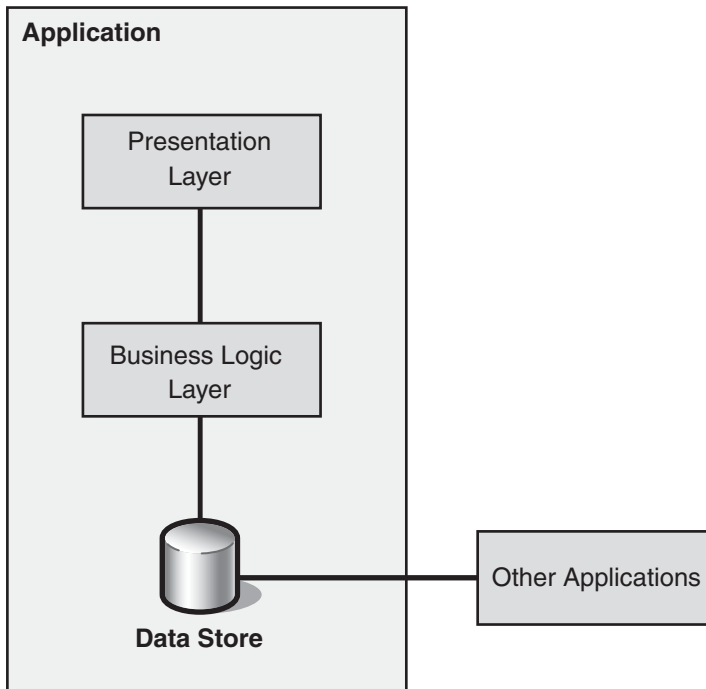 Application
Presentation
Layer
Business Logic
Layer
Other Applications
Data Store